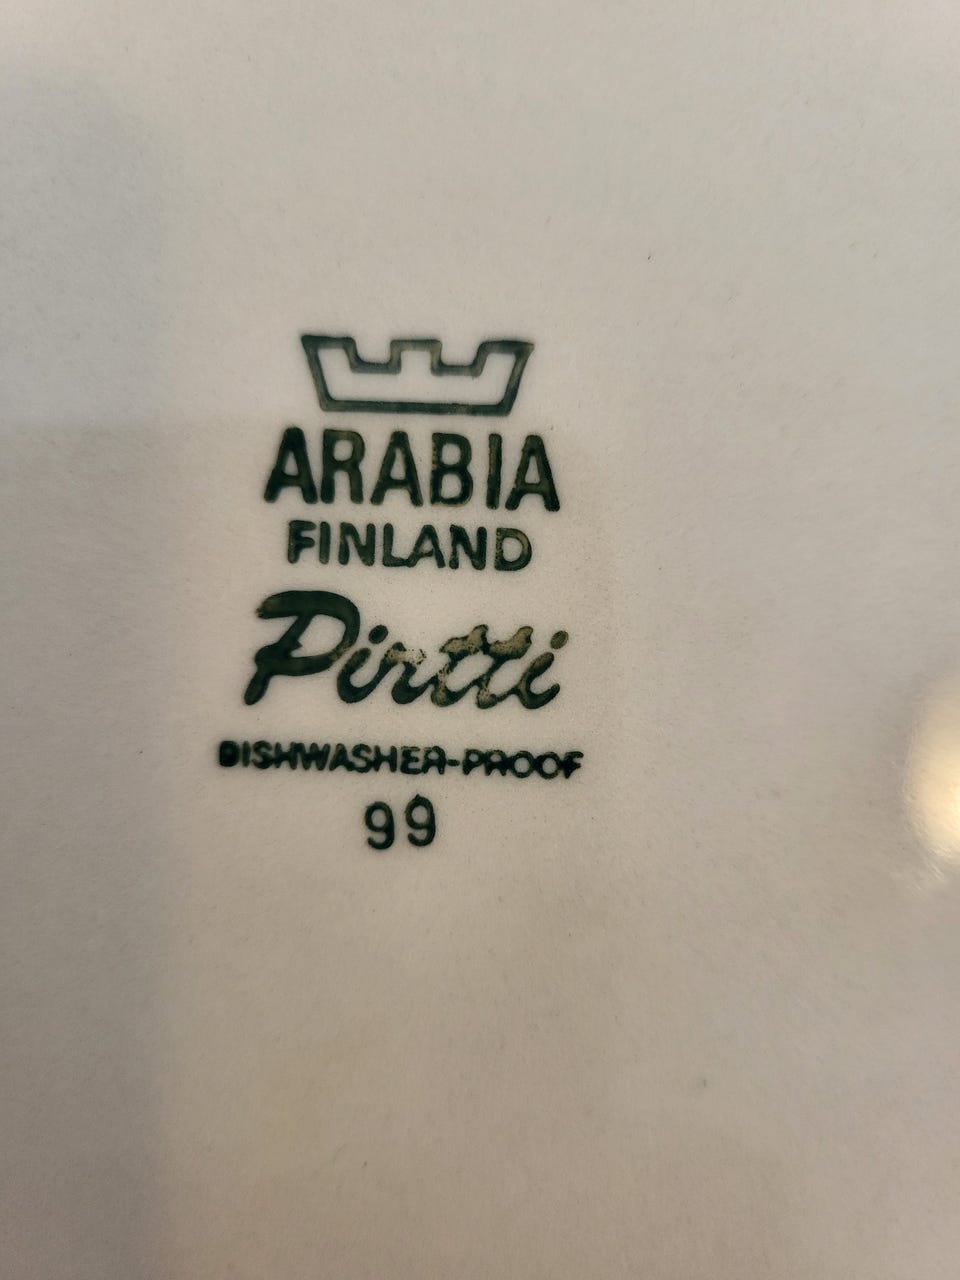 ARABIA
FINLAND
Pirtti
DISHWASHER-PROOF
99